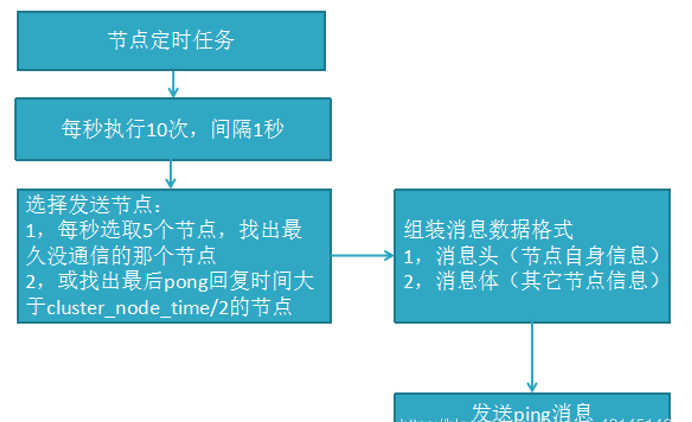 节点定时任务
每秒执行10次，间隔1秒
选择发送节点：
1，每秒选取5个节点，找出最
久没通信的那个节点
2，或找出最后pong回复时间大
于cluster_node_time/2的节点
组装消息数据格式
1，消息头（节点自身信息）
2，消息体（其它节点信息）
发送ping消息